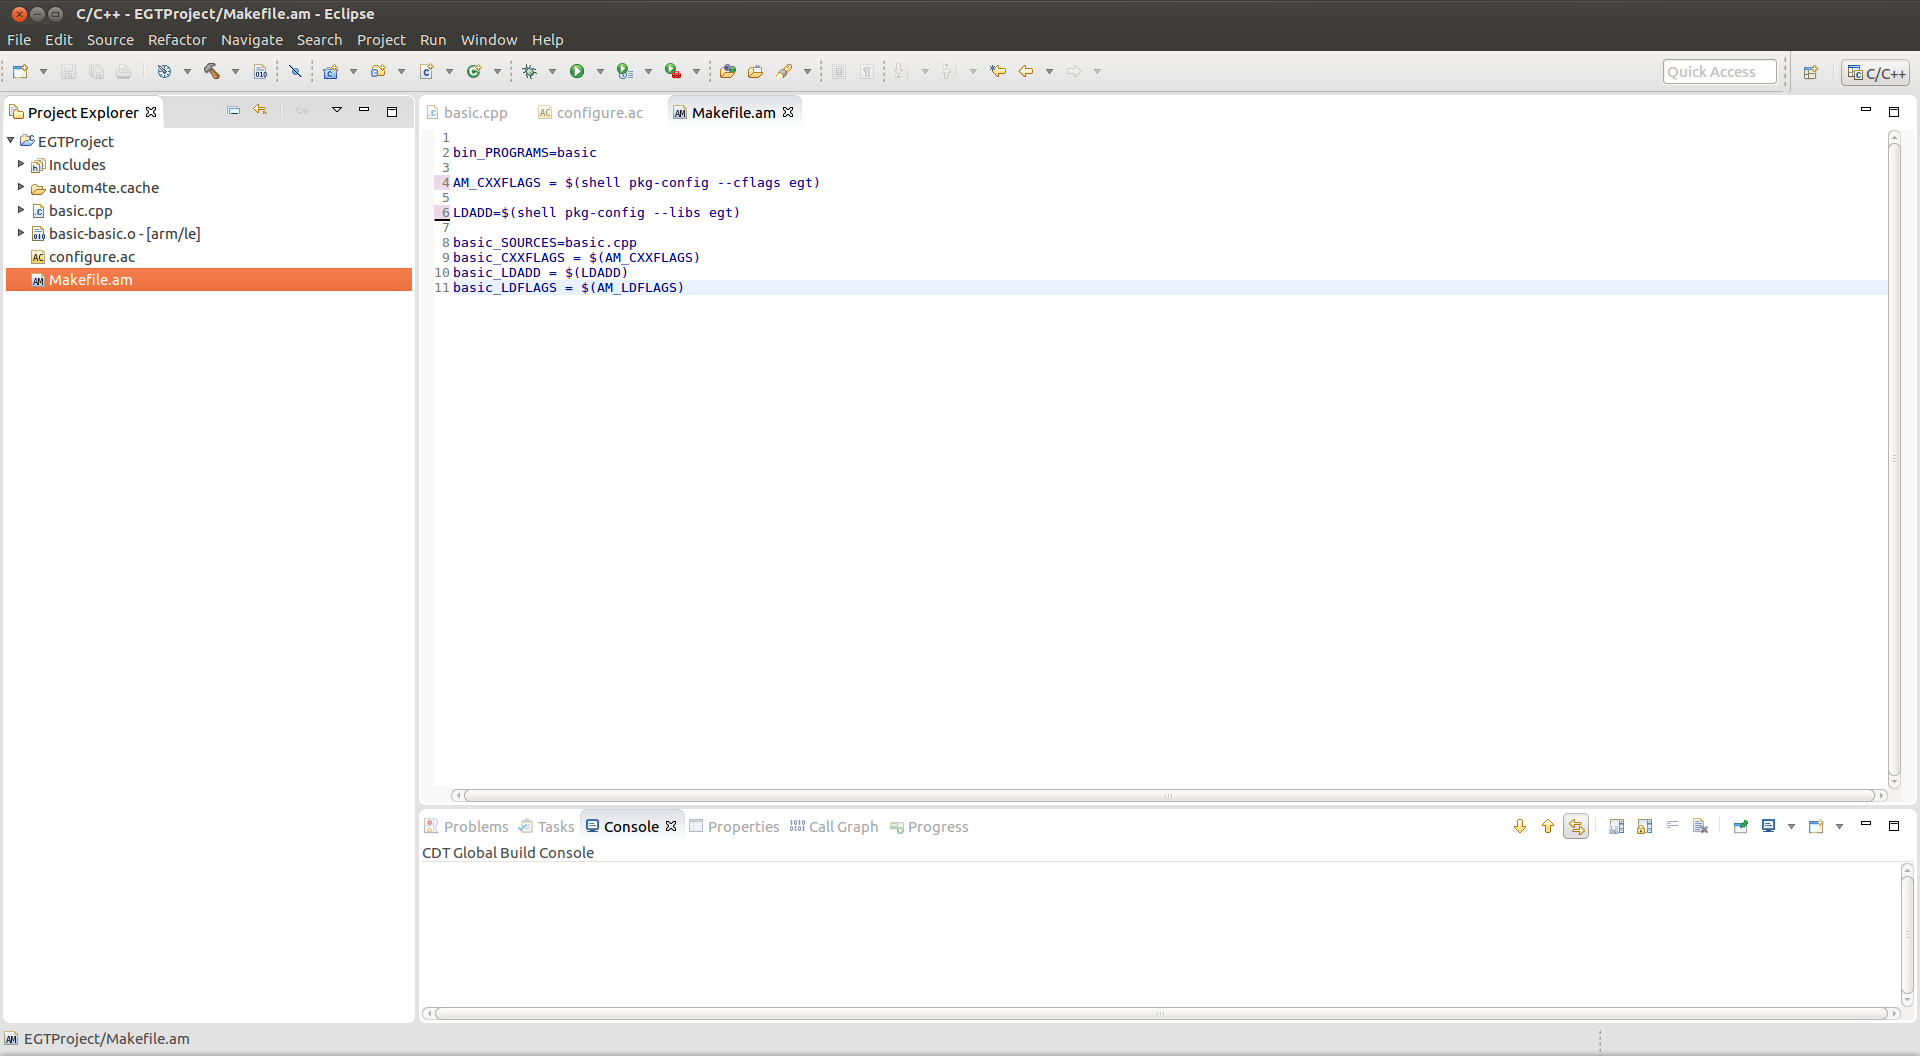 C/C++ - EGTProject/Makefile.am - Eclipse
File Edit Source Refactor Navigate Search Project Run Window Help
Quick Access
C/C++
Project Explorer
EGTProject
Includes
autom4te.cache
basic.cpp
basic-basic.o - [arm/le]
configure.ac
Makefile.am
basic.cpp configure.ac Makefile.am
1
2 bin_PROGRAMS=basic
3
4 AM_CXXFLAGS = $(shell pkg-config --cflags egt)
5
6 LDADD=$(shell pkg-config --libs egt)
7
8 basic_SOURCES=basic.cpp
9 basic_CXXFLAGS = $(AM_CXXFLAGS)
10 basic_LDADD = $(LDADD)
11 basic_LDFLAGS = $(AM_LDFLAGS)
Problems Tasks Console Properties Call Graph Progress
CDT Global Build Console
EGTProject/Makefile.am